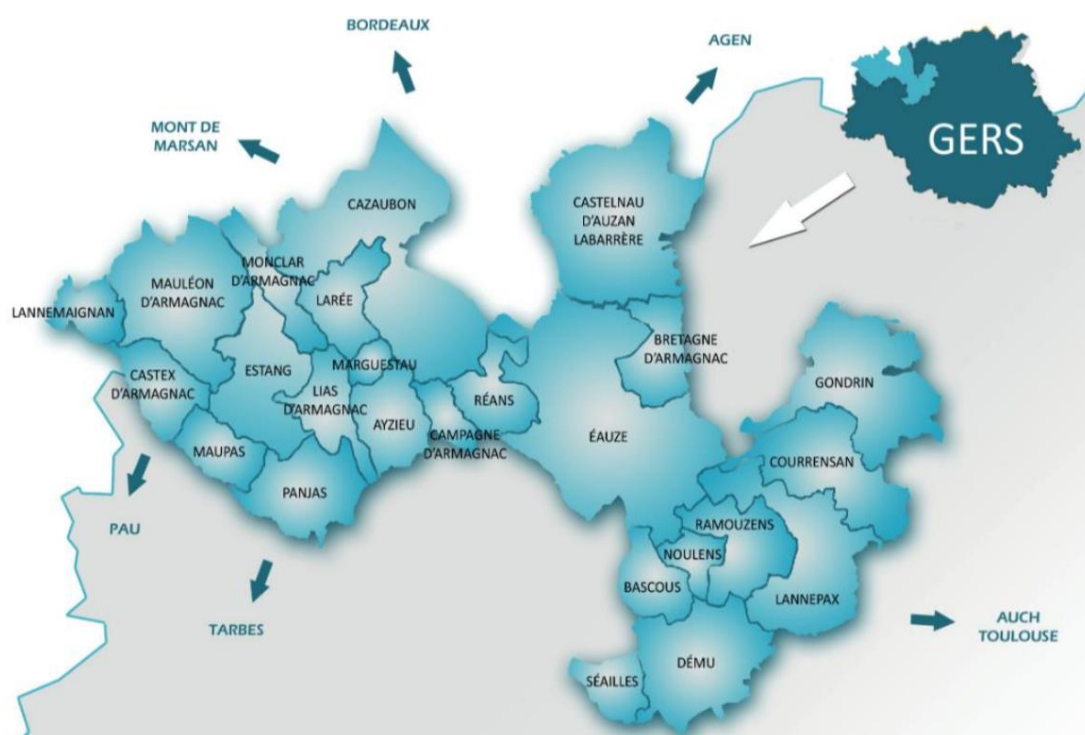 BORDEAUX
AGEN
MONT DE
MARSAN
GERS
CAZAUBON
CASTELNAU
D'AUZAN
LABARRÈRE
MONCLAR
D'ARMAGNAC
MAULÉON
D'ARMAGNAC
LARÉE
LANNEMAIGNAN
BRETAGNE
D'ARMAGNAC
MARGUESTAU
ESTANG
CASTEX
D'ARMAGNAC
LIAS
D'ARMAGNAC
GONDRIN
RÉANS
AYZIEU
CAMPAGNE
D'ARMAGNAC
ÉAUZE
MAUPAS
COURRENSAN
PANJAS
PAU
RAMOUZENS
NOULENS
BASCOUS
LANNEPAX
TARBES
AUCH
TOULOUSE
DÉMU
SÉAILLES